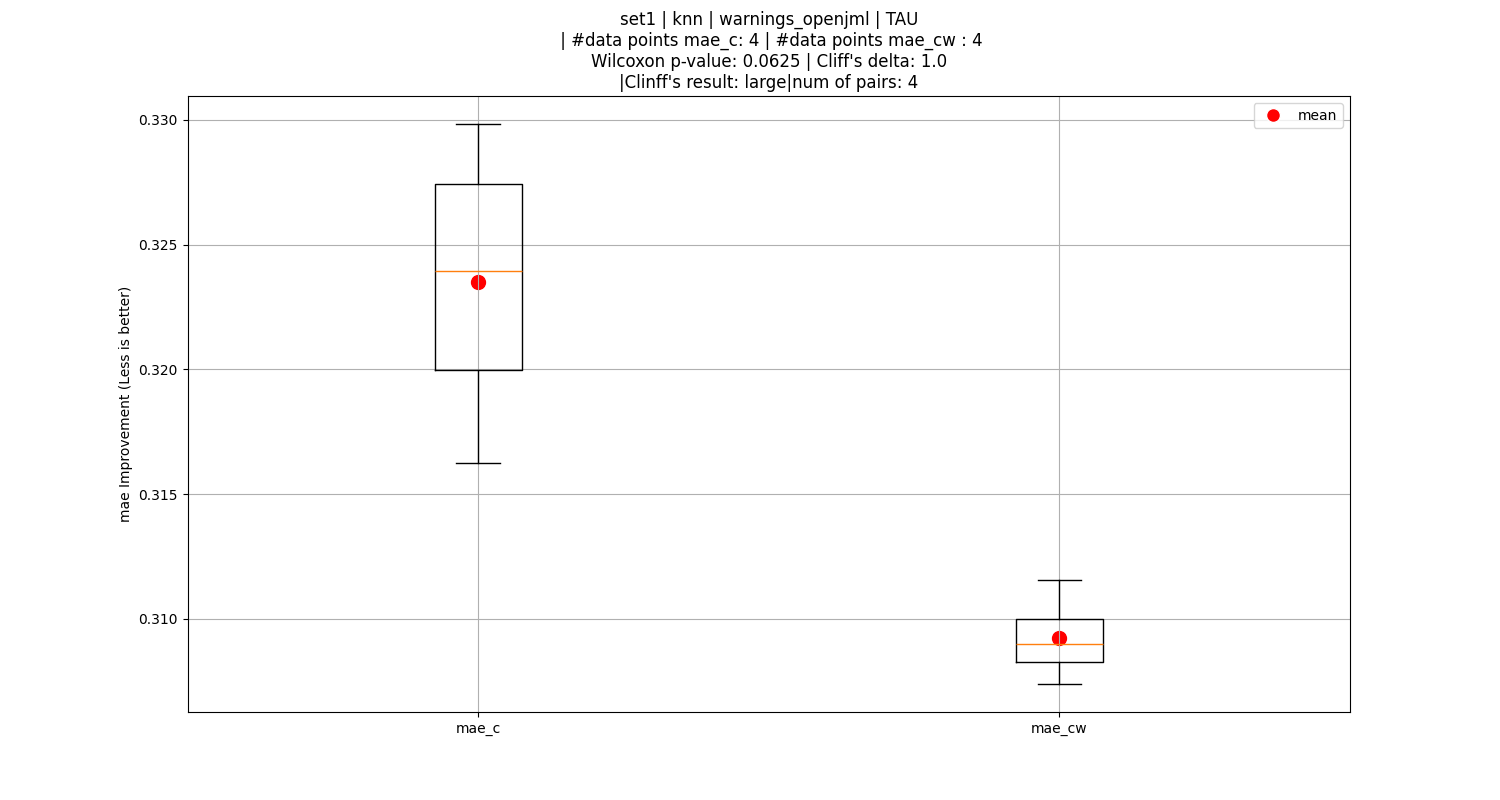 set1 | knn | warnings_openjml | TAU
| #data points mae_c: 4 | #data points mae_cw : 4
Wilcoxon p-value: 0.0625 | Cliff's delta: 1.0
|Clinff's result: large|num of pairs: 4
mean
0.330
0.325
0.320
0.315
0.310
mae Improvement (Less is better)
mae_c
mae_cw